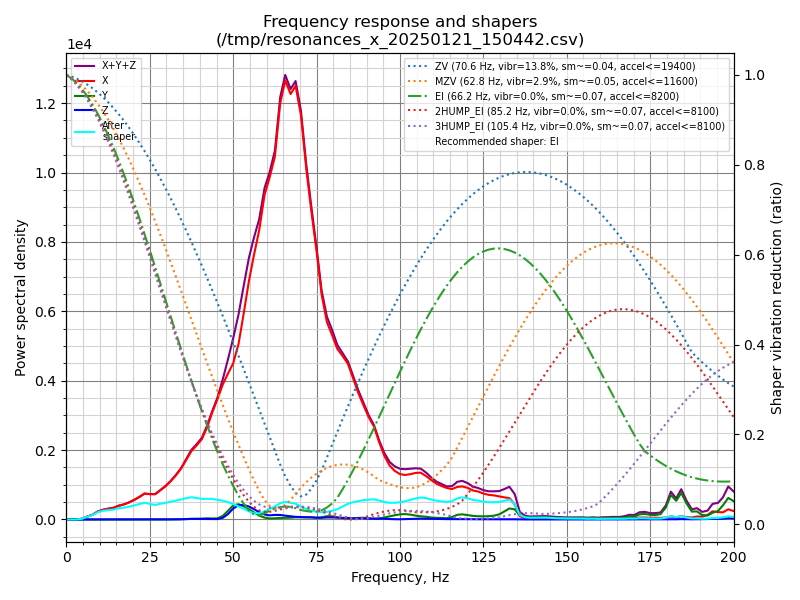 Frequency response and shapers
(/tmp/resonances_x_20250121_150442.csv)
1e4
X+Y+Z
X
Y
Z
After
shaper
ZV (70.6 Hz, vibr=13.8%, sm~=0.04, accel<=19400)
MZV (62.8 Hz, vibr=2.9%, sm~=0.05, accel<=11600)
EI (66.2 Hz, vibr=0.0%, sm~=0.07, accel<=8200)
2HUMP_EI (85.2 Hz, vibr=0.0%, sm~=0.07, accel<=8100)
3HUMP_EI (105.4 Hz, vibr=0.0%, sm~=0.07, accel<=8100)
Recommended shaper: EI
Power spectral density
1.2
1.0
0.8
0.6
0.4
0.2
0.0
1.0
0.8
0.6
0.4
0.2
0.0
Shaper vibration reduction (ratio)
0 25 50 75 100 125 150 175 200
Frequency, Hz